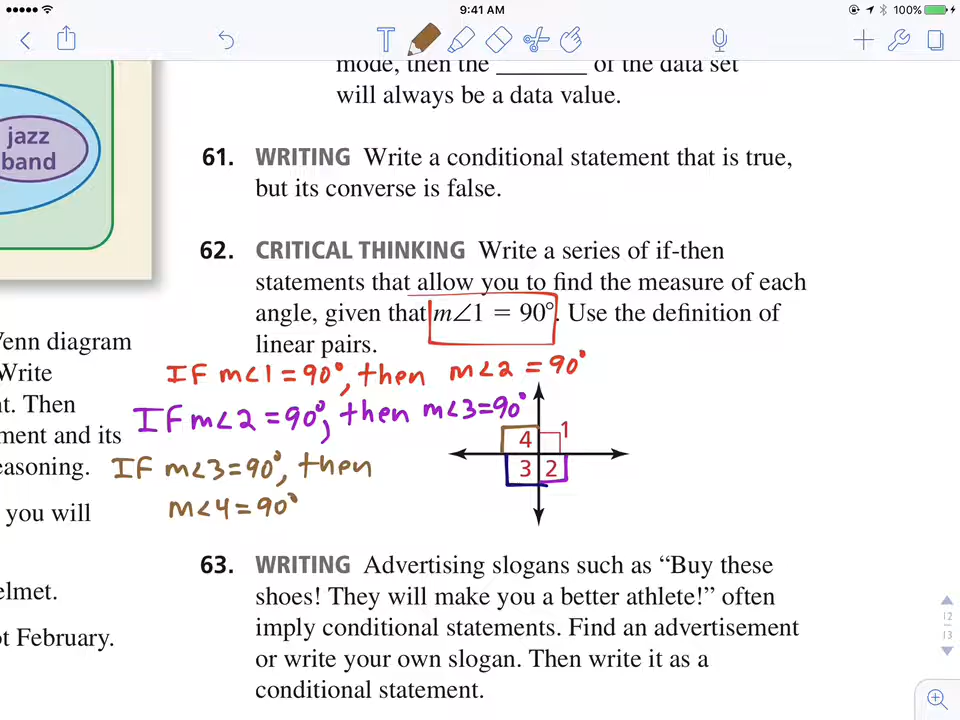 9:41 AM
100%
T
mode, then the ________ of the data set
will always be a data value.
jazz
band
61. WRITING Write a conditional statement that is true,
but its converse is false.
62. CRITICAL THINKING Write a series of if-then
statements that allow you to find the measure of each
angle, given that m∠1 = 90°. Use the definition of
linear pairs.
Venn diagram
Write
nt. Then
ment and its
easoning.
you will
elmet.
ot February.
IF m<1 = 90°, then m<2 = 90°
IF m<2 = 90°, then m<3=90°
IF m<3=90°, then
m<4=90°
4 1
3 2
63. WRITING Advertising slogans such as “Buy these
shoes! They will make you a better athlete!” often
imply conditional statements. Find an advertisement
or write your own slogan. Then write it as a
conditional statement.
12
13